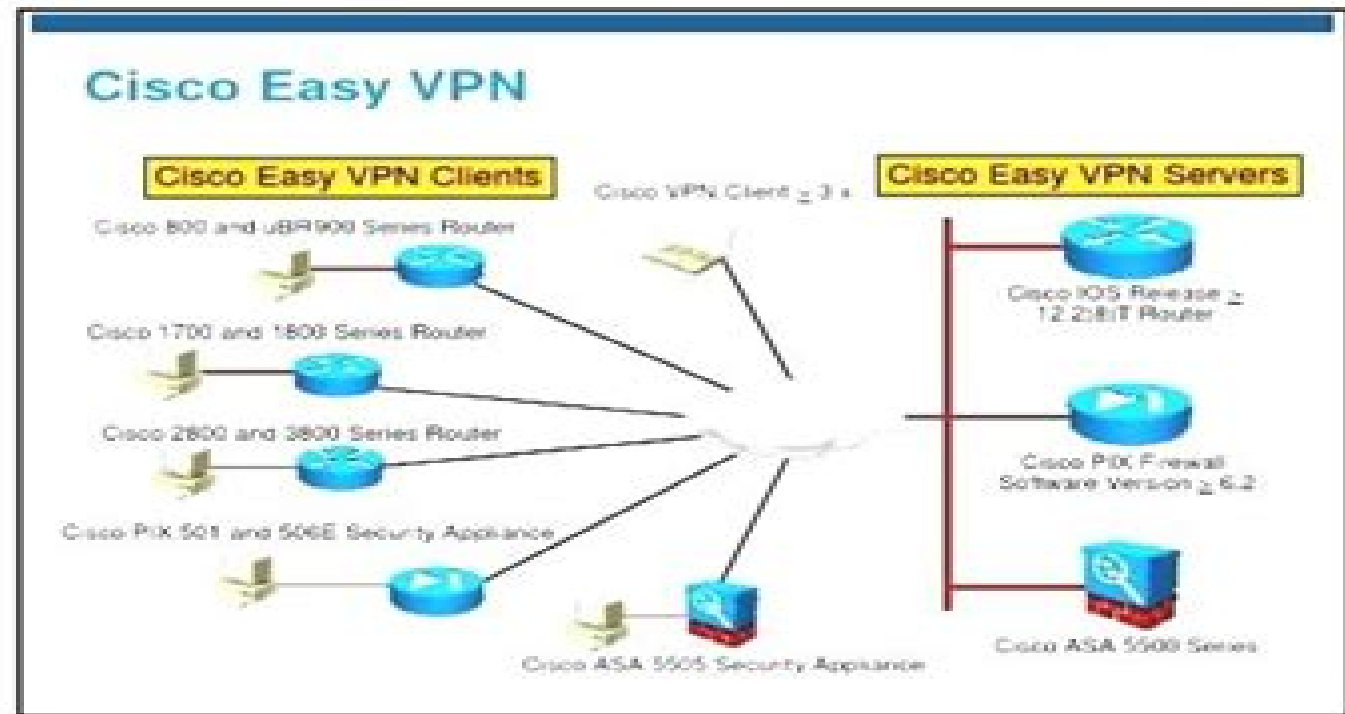 Cisco Easy VPN
Cisco Easy VPN Clients
Cisco VPN Client ≥ 3.x
Cisco Easy VPN Servers
Cisco 800 and uBR900 Series Router
Cisco 1700 and 1800 Series Router
Cisco 2800 and 3800 Series Router
Cisco PIX 501 and 506E Security Appliance
Cisco ASA 5505 Security Appliance
Cisco IOS Release ≥
12.2(8)T Router
Cisco PIX Firewall
Software Version ≥ 6.2
Cisco ASA 5500 Series